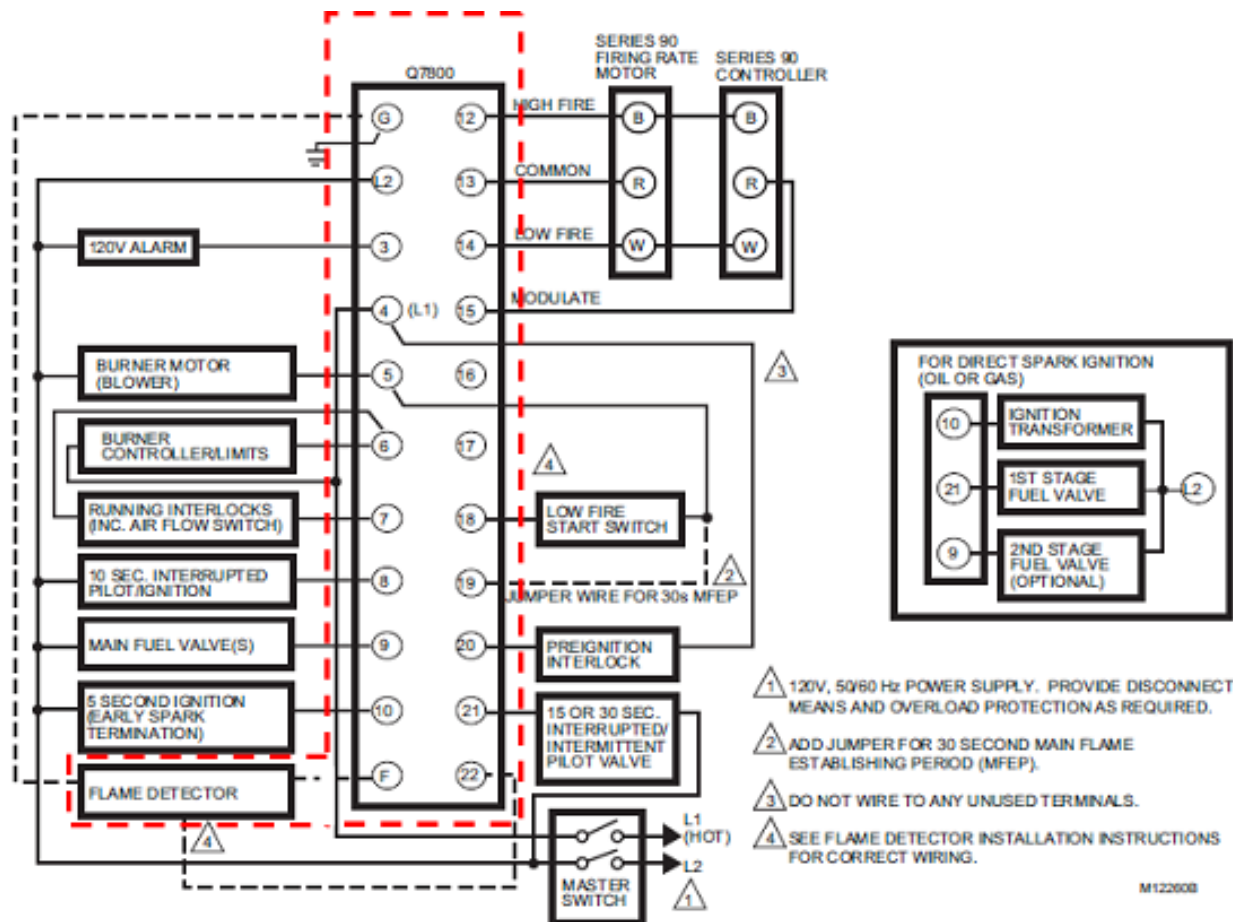 Q7800
SERIES 90
FIRING RATE
MOTOR
SERIES 90
CONTROLLER
G
12
HIGH FIRE
B
B
L2
13
COMMON
R
R
120V ALARM
3
14
LOW FIRE
W
W
4
(L1)
15
MODULATE
BURNER MOTOR
(BLOWER)
5
16
3
BURNER
CONTROLLER/LIMITS
6
17
4
RUNNING INTERLOCKS
(INC. AIR FLOW SWITCH)
7
18
LOW FIRE
START SWITCH
10 SEC. INTERRUPTED
PILOT/IGNITION
8
19
2
JUMPER WIRE FOR 30s MFEP
MAIN FUEL VALVE(S)
9
20
PREIGNITION
INTERLOCK
5 SECOND IGNITION
(EARLY SPARK
TERMINATION)
10
21
15 OR 30 SEC.
INTERRUPTED/
INTERMITTENT
PILOT VALVE
FLAME DETECTOR
F
22
4
MASTER
SWITCH
L1
(HOT)
L2
1
FOR DIRECT SPARK IGNITION
(OIL OR GAS)
10
IGNITION
TRANSFORMER
21
1ST STAGE
FUEL VALVE
L2
9
2ND STAGE
FUEL VALVE
(OPTIONAL)
1 120V, 50/60 Hz POWER SUPPLY. PROVIDE DISCONNECT
MEANS AND OVERLOAD PROTECTION AS REQUIRED.
2 ADD JUMPER FOR 30 SECOND MAIN FLAME
ESTABLISHING PERIOD (MFEP).
3 DO NOT WIRE TO ANY UNUSED TERMINALS.
4 SEE FLAME DETECTOR INSTALLATION INSTRUCTIONS
FOR CORRECT WIRING.
M12260B